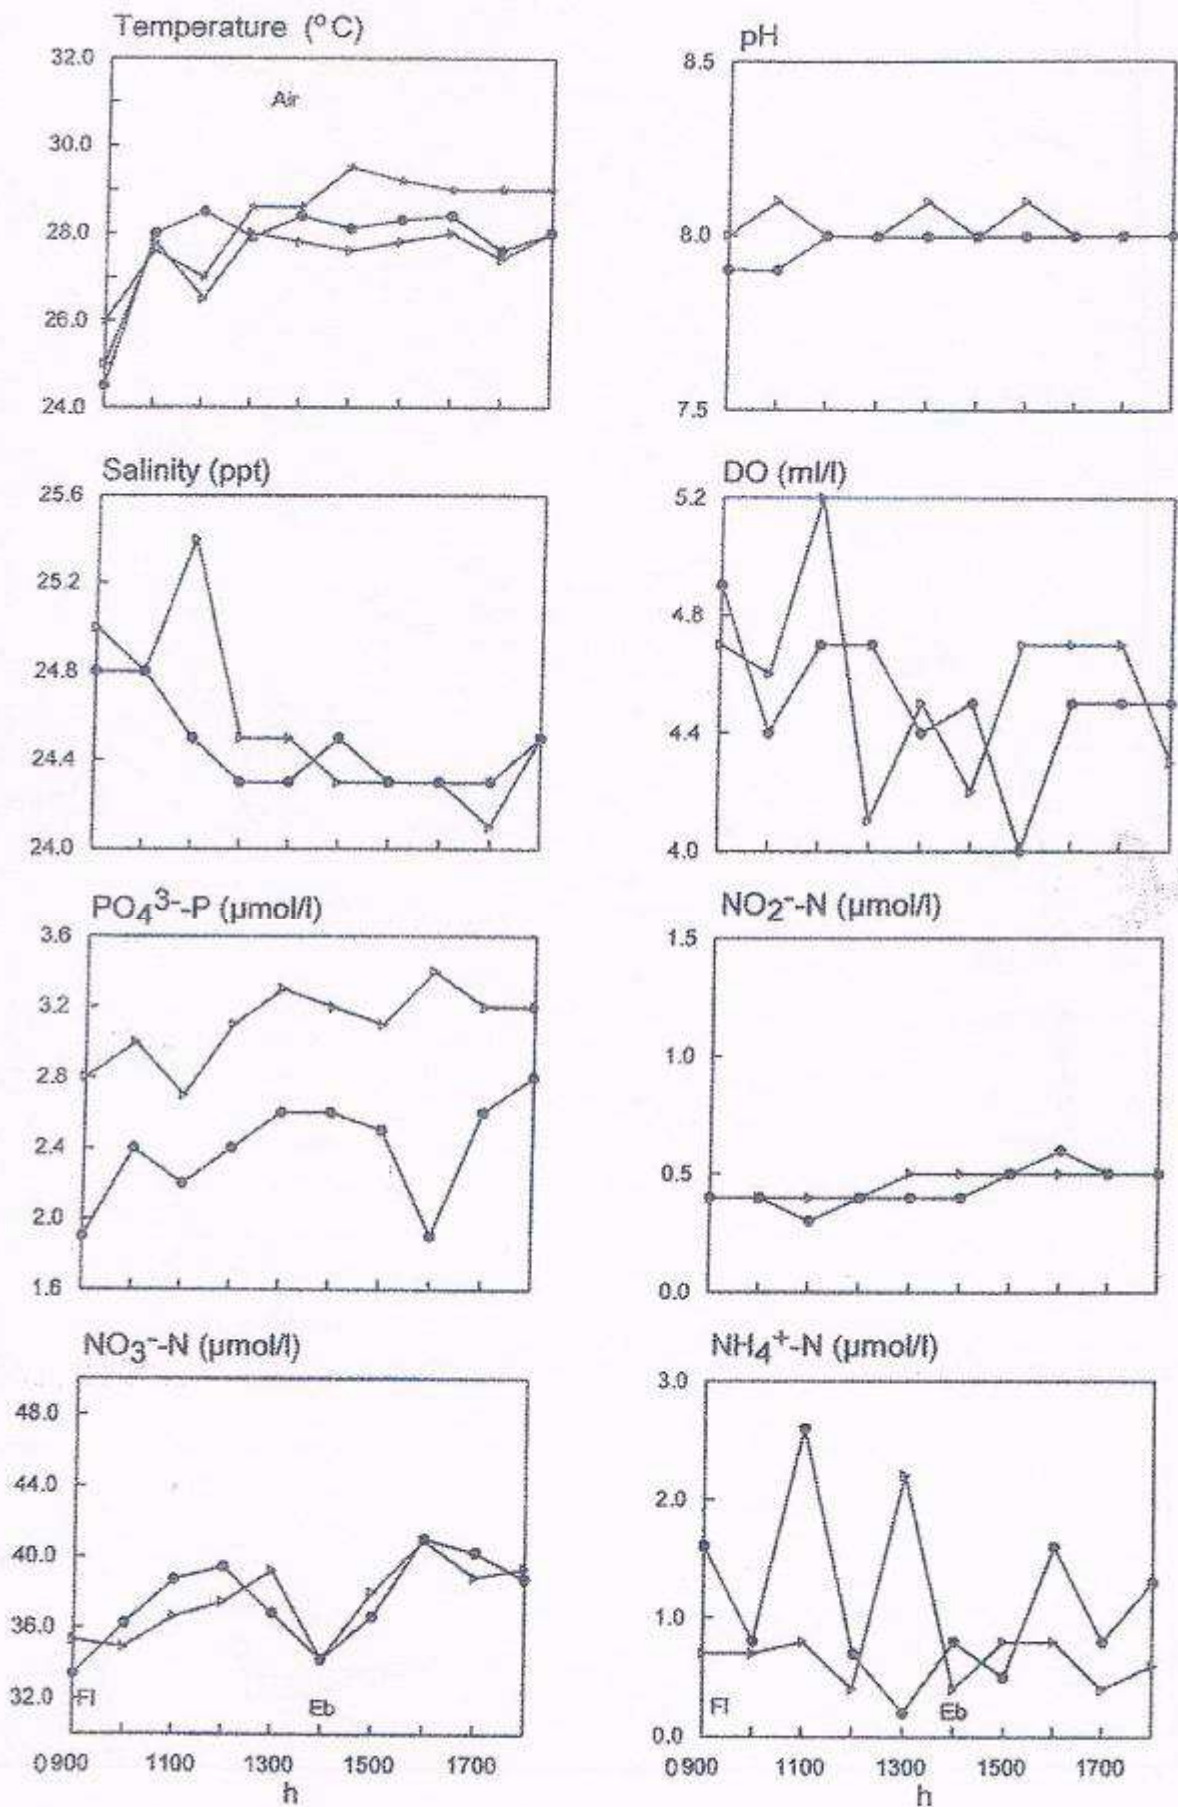 Temperature (°C)
32.0
Air
30.0
28.0
26.0
24.0
pH
8.5
8.0
7.5
Salinity (ppt)
25.6
25.2
24.8
24.4
24.0
DO (ml/l)
5.2
4.8
4.4
4.0
PO₄³⁻-P (µmol/l)
3.6
3.2
2.8
2.4
2.0
1.6
NO₂⁻-N (µmol/l)
1.5
1.0
0.5
0.0
NO₃⁻-N (µmol/l)
48.0
44.0
40.0
36.0
32.0
Fl
Eb
0900 1100 1300 1500 1700
h
NH₄⁺-N (µmol/l)
3.0
2.0
1.0
0.0
Fl
Eb
0900 1100 1300 1500 1700
h